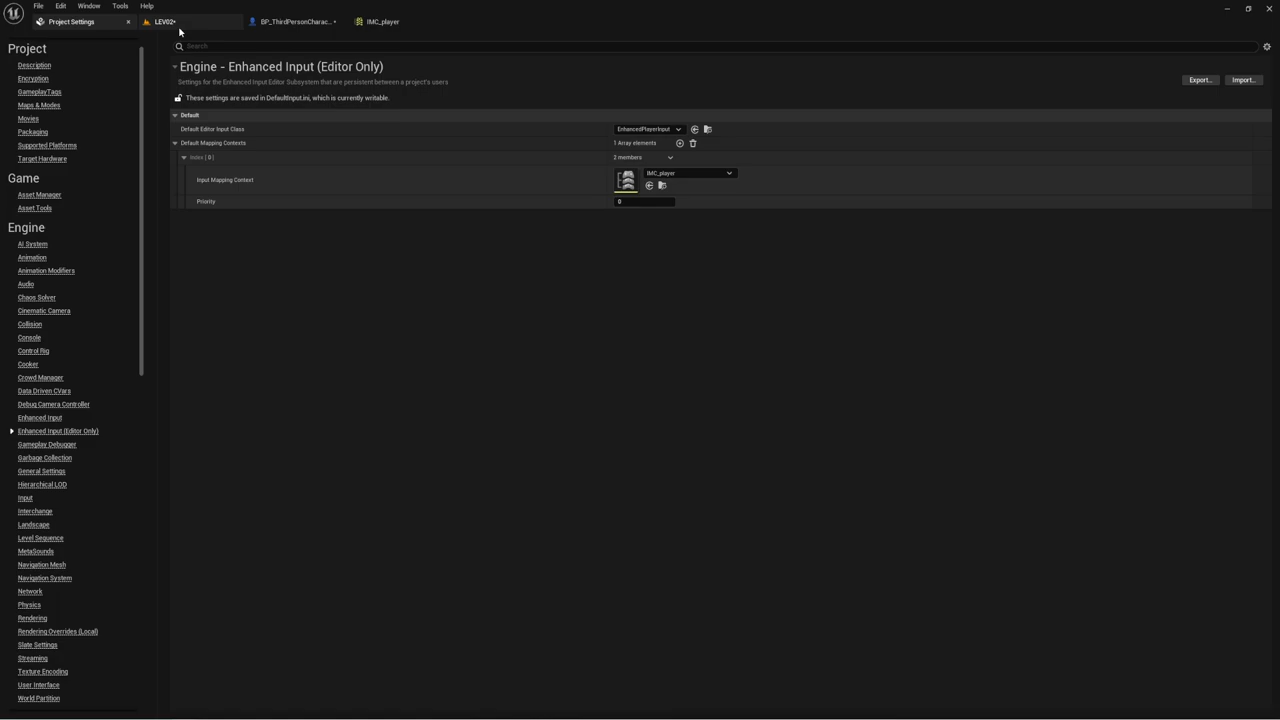 File Edit Window Tools Help
Project Settings LEV02* BP_ThirdPersonCharac...* IMC_player
Search
Project
Description
Encryption
GameplayTags
Maps & Modes
Movies
Packaging
Supported Platforms
Target Hardware
Game
Asset Manager
Asset Tools
Engine
AI System
Animation
Animation Modifiers
Audio
Chaos Solver
Cinematic Camera
Collision
Console
Control Rig
Cooker
Crowd Manager
Data Driven CVars
Debug Camera Controller
Enhanced Input
Enhanced Input (Editor Only)
Gameplay Debugger
Garbage Collection
General Settings
Hierarchical LOD
Input
Interchange
Landscape
Level Sequence
MetaSounds
Navigation Mesh
Navigation System
Network
Physics
Rendering
Rendering Overrides (Local)
Slate Settings
Streaming
Texture Encoding
User Interface
World Partition
Engine - Enhanced Input (Editor Only)
Settings for the Enhanced Input Editor Subsystem that are persistent between a project's users
Export... Import...
These settings are saved in DefaultInput.ini, which is currently writable.
Default
Default Editor Input Class EnhancedPlayerInput
Default Mapping Contexts 1 Array elements
Index [ 0 ] 2 members
Input Mapping Context IMC_player
Priority 0